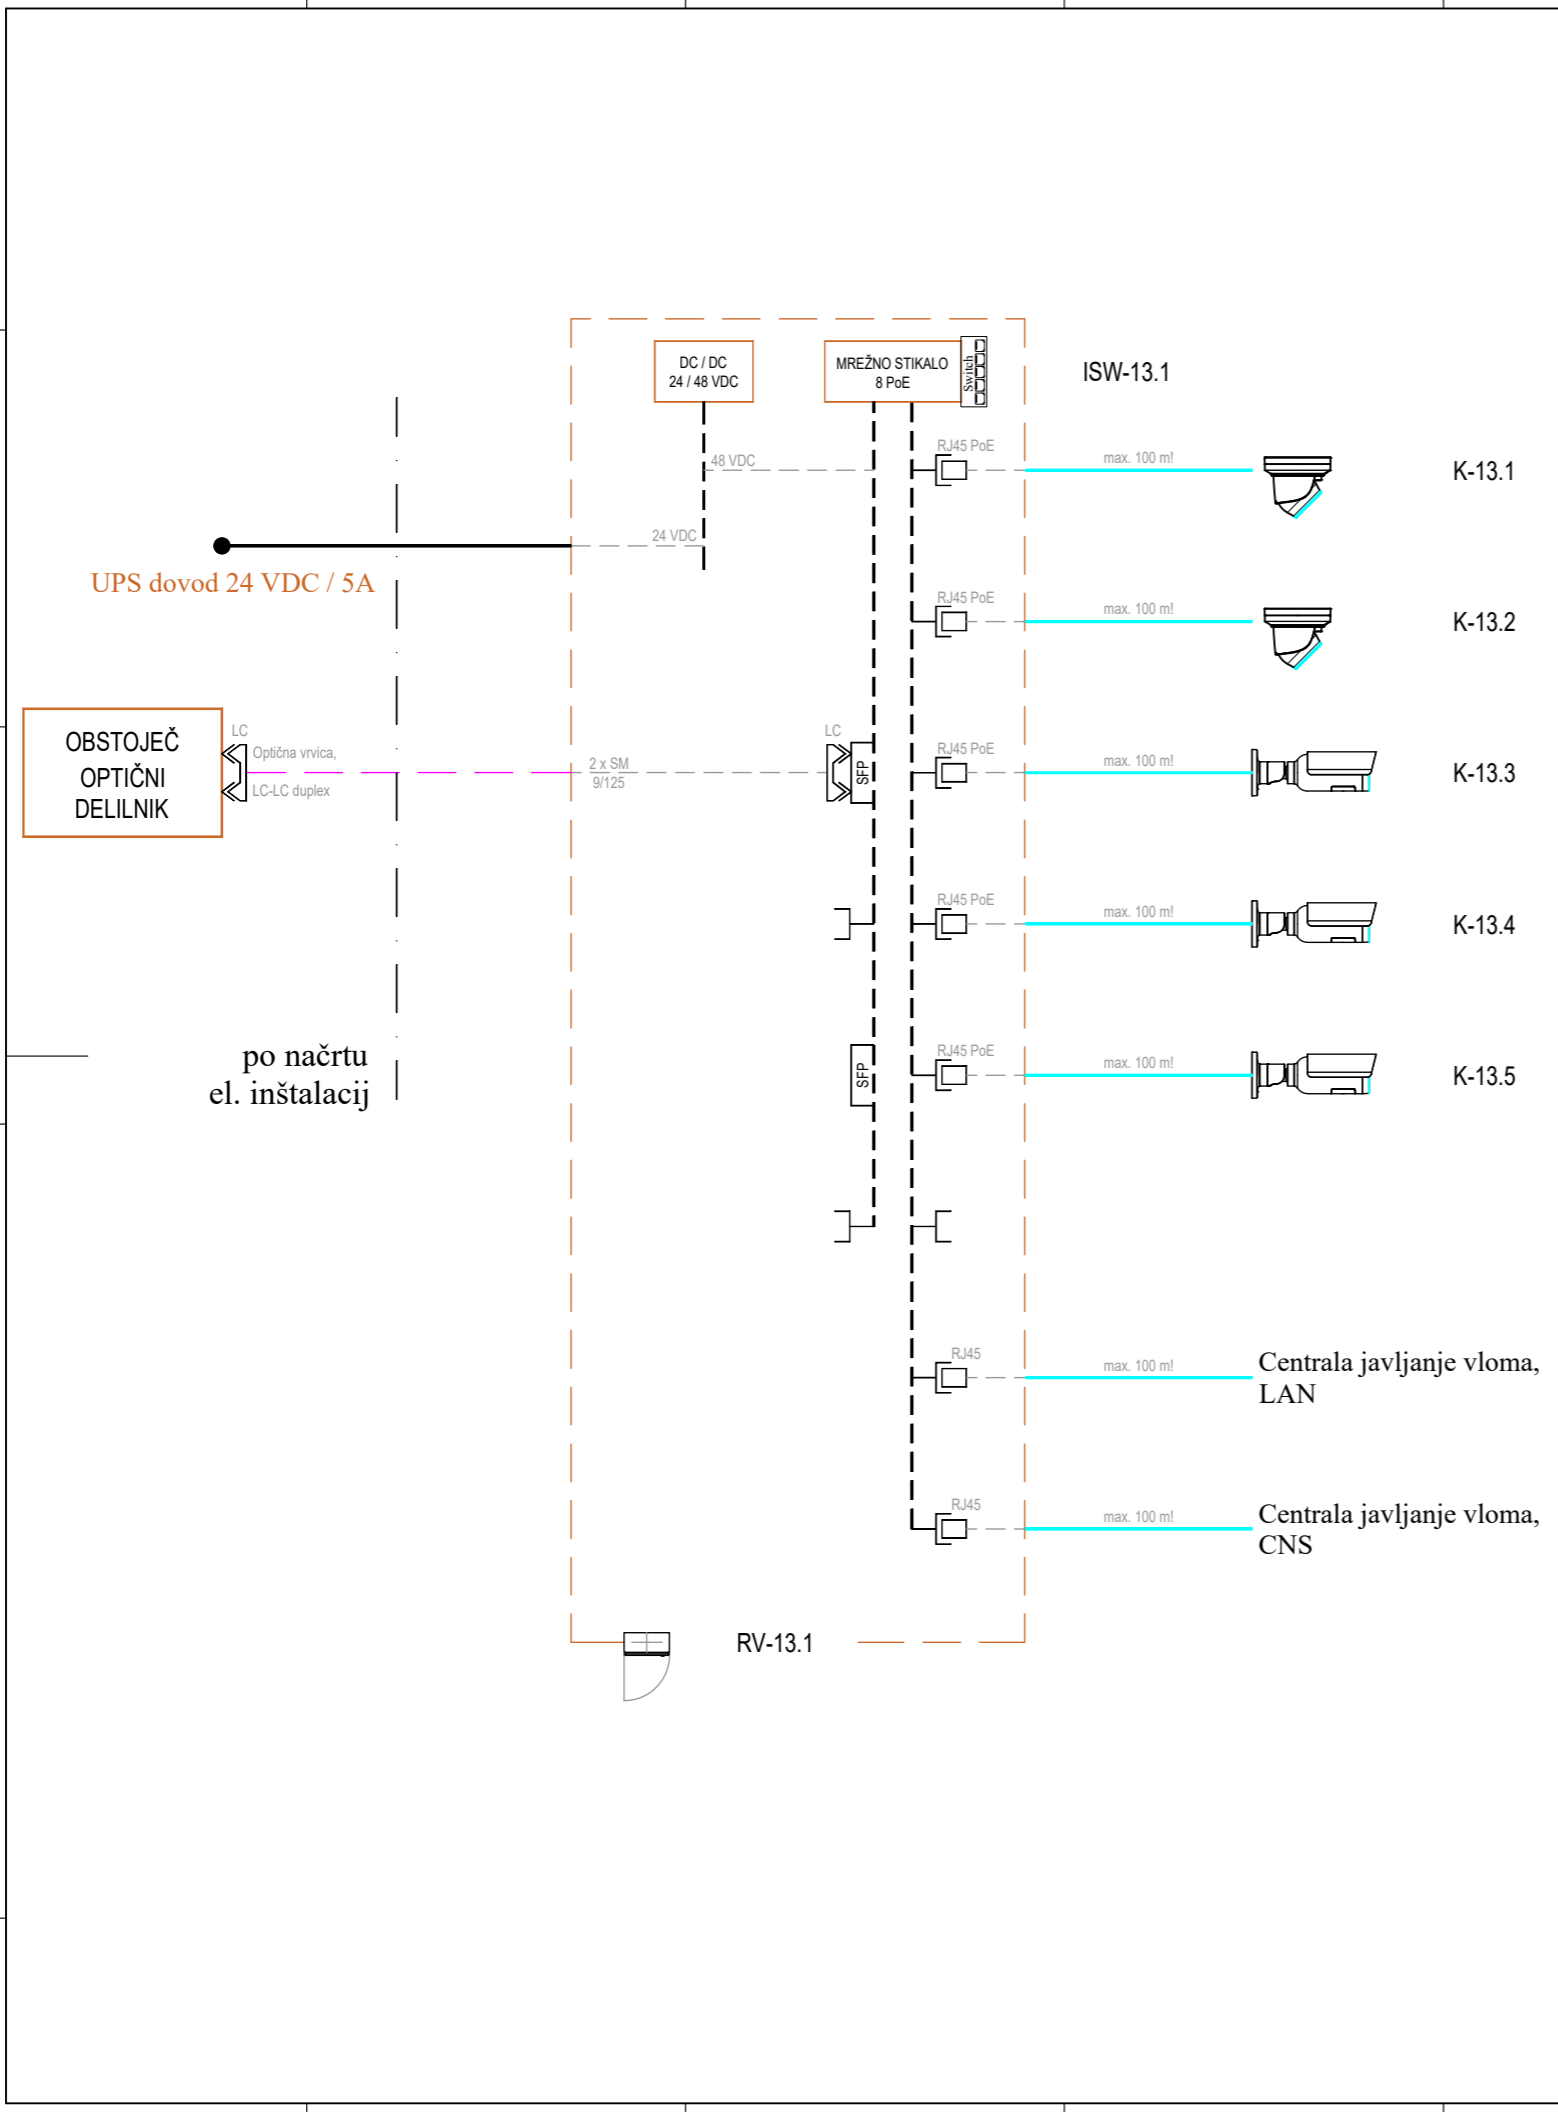 DC / DC
24 / 48 VDC
MREŽNO STIKALO
8 PoE
Switch
ISW-13.1
RJ45 PoE
max. 100 m!
K-13.1
48 VDC
24 VDC
UPS dovod 24 VDC / 5A
RJ45 PoE
max. 100 m!
K-13.2
OBSTOJEČ
OPTIČNI
DELILNIK
LC
Optična vrvica,
LC-LC duplex
2 x SM
9/125
LC
SFP
RJ45 PoE
max. 100 m!
K-13.3
RJ45 PoE
max. 100 m!
K-13.4
po načrtu
el. inštalacij
SFP
RJ45 PoE
max. 100 m!
K-13.5
RJ45
max. 100 m!
Centrala javljanje vloma,
LAN
RJ45
max. 100 m!
Centrala javljanje vloma,
CNS
RV-13.1